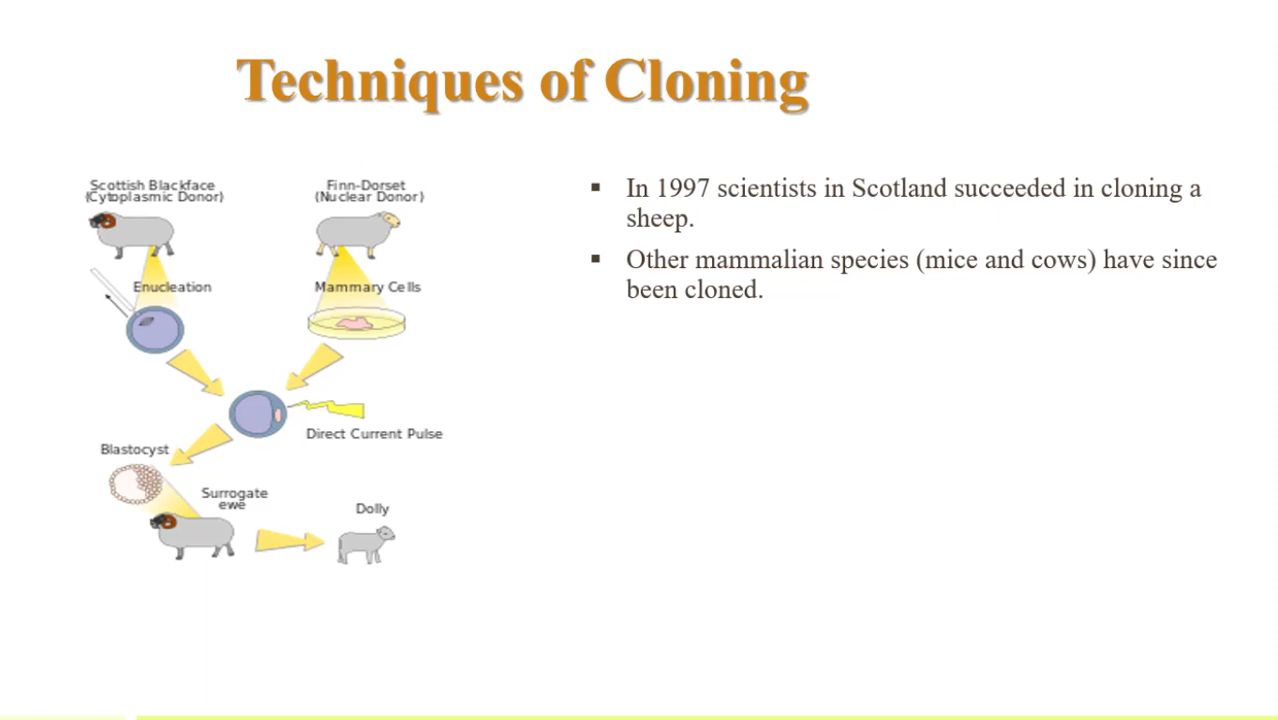 Techniques of Cloning
Scottish Blackface
(Cytoplasmic Donor)
Finn-Dorset
(Nuclear Donor)
Enucleation
Mammary Cells
Direct Current Pulse
Blastocyst
Surrogate
ewe
Dolly
▪ In 1997 scientists in Scotland succeeded in cloning a
sheep.
▪ Other mammalian species (mice and cows) have since
been cloned.